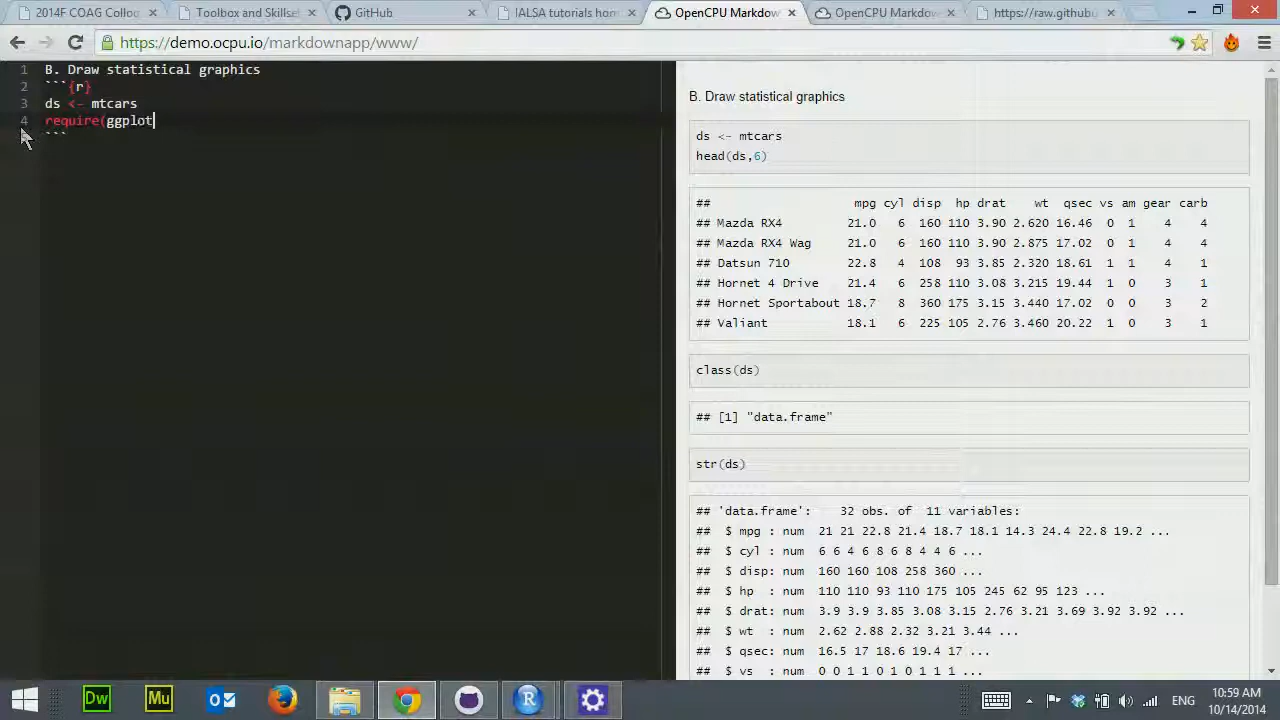 2014F COAG Colloq
Toolbox and Skillset
GitHub
IALSA tutorials hom
OpenCPU Markdow
OpenCPU Markdow
https://raw.githubu
https://demo.ocpu.io/markdownapp/www/
1 B. Draw statistical graphics
2 ```{r}
3 ds <- mtcars
4 require(ggplot
5 ```
B. Draw statistical graphics
ds <- mtcars
head(ds,6)
## mpg cyl disp hp drat wt qsec vs am gear carb
## Mazda RX4 21.0 6 160 110 3.90 2.620 16.46 0 1 4 4
## Mazda RX4 Wag 21.0 6 160 110 3.90 2.875 17.02 0 1 4 4
## Datsun 710 22.8 4 108 93 3.85 2.320 18.61 1 1 4 1
## Hornet 4 Drive 21.4 6 258 110 3.08 3.215 19.44 1 0 3 1
## Hornet Sportabout 18.7 8 360 175 3.15 3.440 17.02 0 0 3 2
## Valiant 18.1 6 225 105 2.76 3.460 20.22 1 0 3 1
class(ds)
## [1] "data.frame"
str(ds)
## 'data.frame': 32 obs. of 11 variables:
## $ mpg : num 21 21 22.8 21.4 18.7 18.1 14.3 24.4 22.8 19.2 ...
## $ cyl : num 6 6 4 6 8 6 8 4 4 6 ...
## $ disp: num 160 160 108 258 360 ...
## $ hp : num 110 110 93 110 175 105 245 62 95 123 ...
## $ drat: num 3.9 3.9 3.85 3.08 3.15 2.76 3.21 3.69 3.92 3.92 ...
## $ wt : num 2.62 2.88 2.32 3.21 3.44 ...
## $ qsec: num 16.5 17 18.6 19.4 17 ...
## $ vs : num 0 0 1 1 0 1 0 1 1 1 ...
Dw
Mu
R
ENG
10:59 AM
10/14/2014